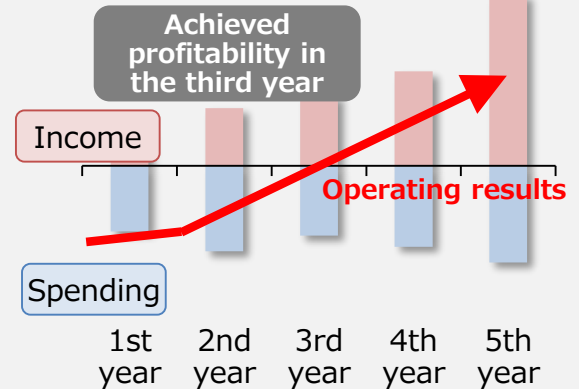 Achieved
profitability in
the third year
Income
Operating results
Spending
1st
year
2nd
year
3rd
year
4th
year
5th
year